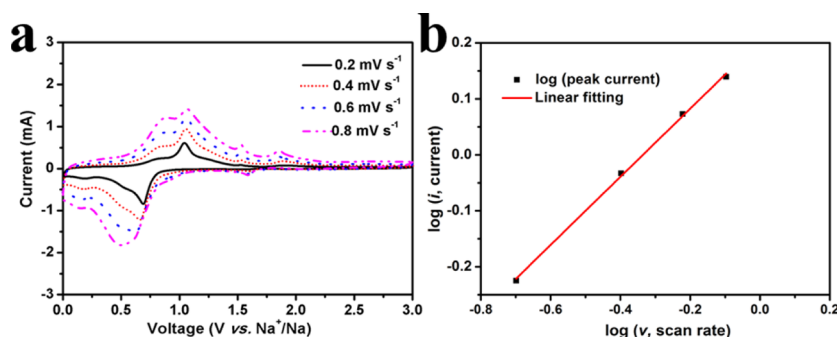 a
3
2
1
0
-1
-2
-3
0.0 0.5 1.0 1.5 2.0 2.5 3.0
Current (mA)
Voltage (V vs. Na⁺/Na)
0.2 mV s⁻¹
0.4 mV s⁻¹
0.6 mV s⁻¹
0.8 mV s⁻¹
b
0.2
0.1
0.0
-0.1
-0.2
-0.8 -0.6 -0.4 -0.2 0.0 0.2
log (i, current)
log (v, scan rate)
log (peak current)
Linear fitting